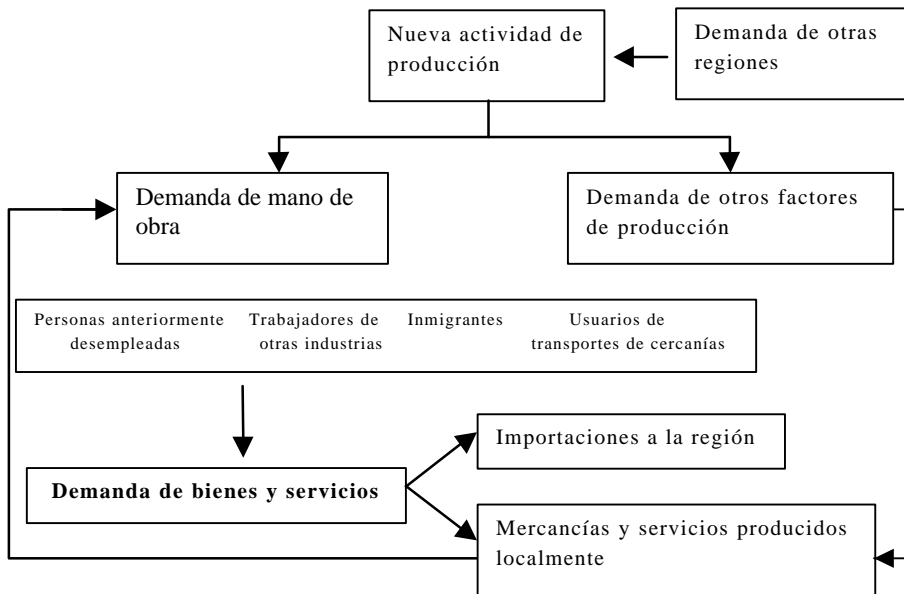 Nueva actividad de
producción
Demanda de otras
regiones
Demanda de mano de
obra
Demanda de otros factores
de producción
Personas anteriormente
desempleadas
Trabajadores de
otras industrias
Inmigrantes
Usuarios de
transportes de cercanías
Importaciones a la región
Demanda de bienes y servicios
Mercancías y servicios producidos
localmente